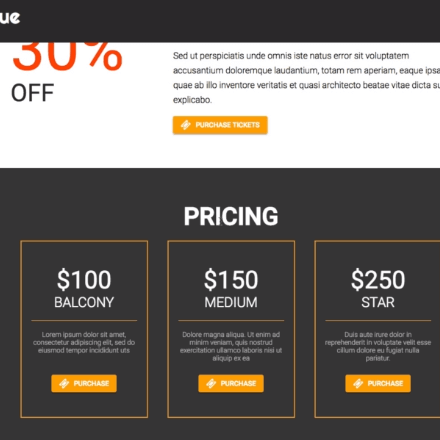 ue
30%
OFF
Sed ut perspiciatis unde omnis iste natus error sit voluptatem
accusantium doloremque laudantium, totam rem aperiam, eaque ipsa
quae ab illo inventore veritatis et quasi architecto beatae vitae dicta su
explicabo.
PURCHASE TICKETS
PRICING
$100
BALCONY
Lorem ipsum dolor sit amet,
consectetur adipiscing elit, sed do
eiusmod tempor incididunt uts
PURCHASE
$150
MEDIUM
Dolore magna aliqua. Ut enim ad
minim veniam, quis nostrud
exercitation ullamco laboris nisi ut
aliquip ex ea
PURCHASE
$250
STAR
Duis aute irure dolor in
reprehenderit in voluptate velit esse
cillum dolore eu fugiat nulla
pariatur.
PURCHASE